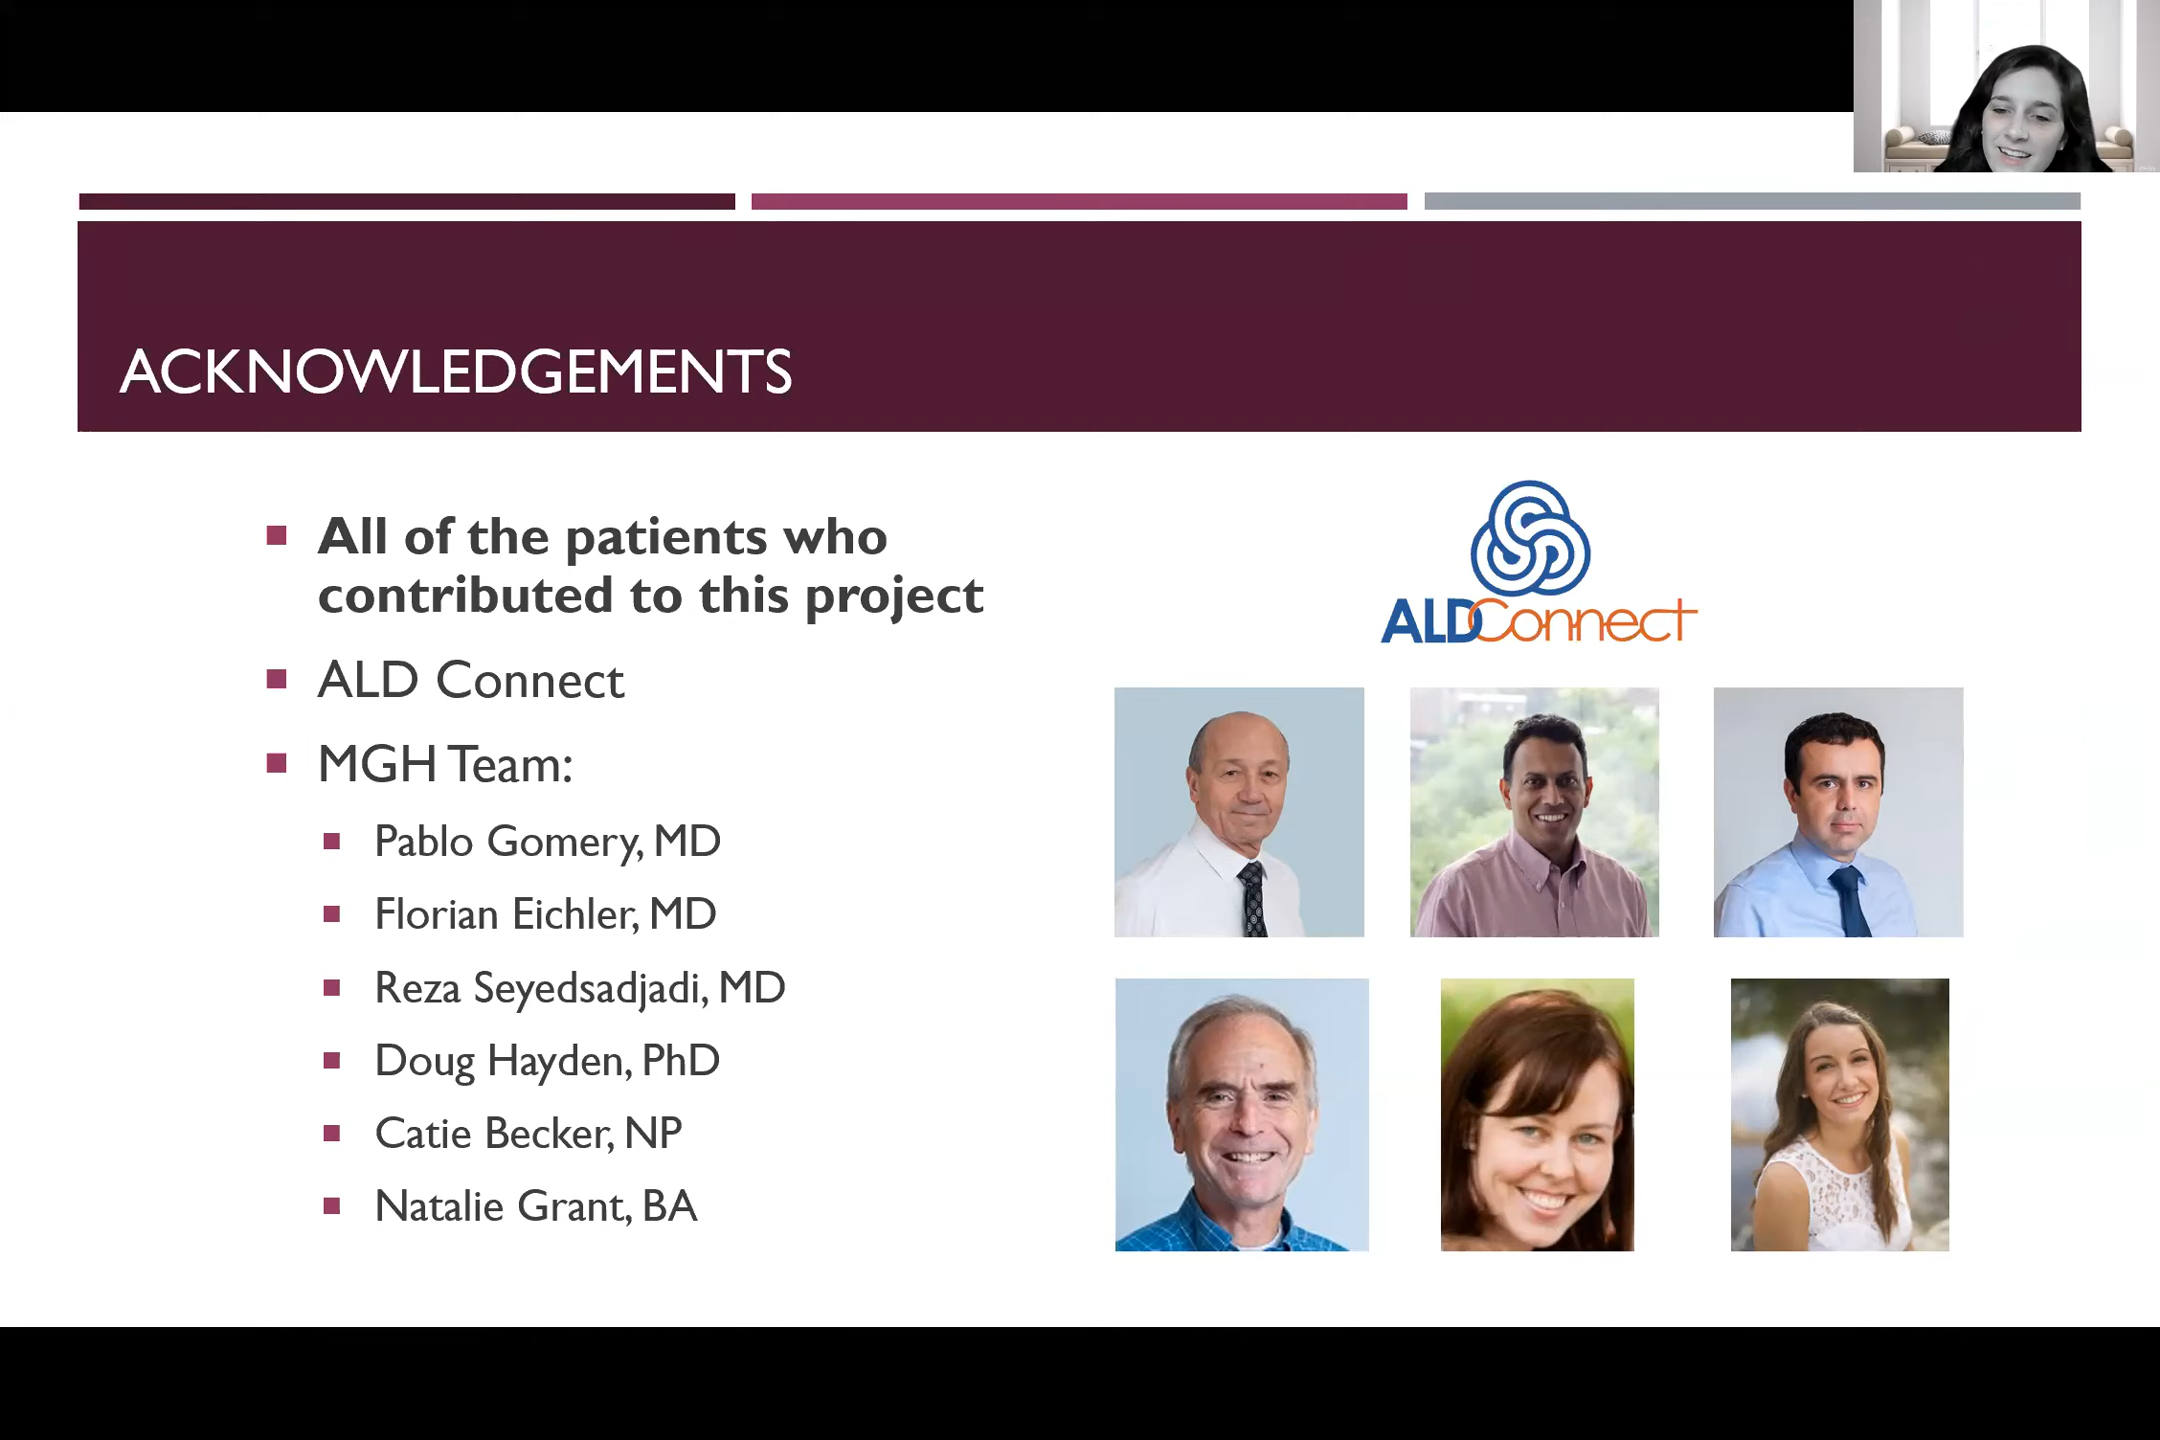 ACKNOWLEDGEMENTS
All of the patients who
contributed to this project
ALD Connect
MGH Team:
Pablo Gomery, MD
Florian Eichler, MD
Reza Seyedsadjadi, MD
Doug Hayden, PhD
Catie Becker, NP
Natalie Grant, BA
ALDConnect